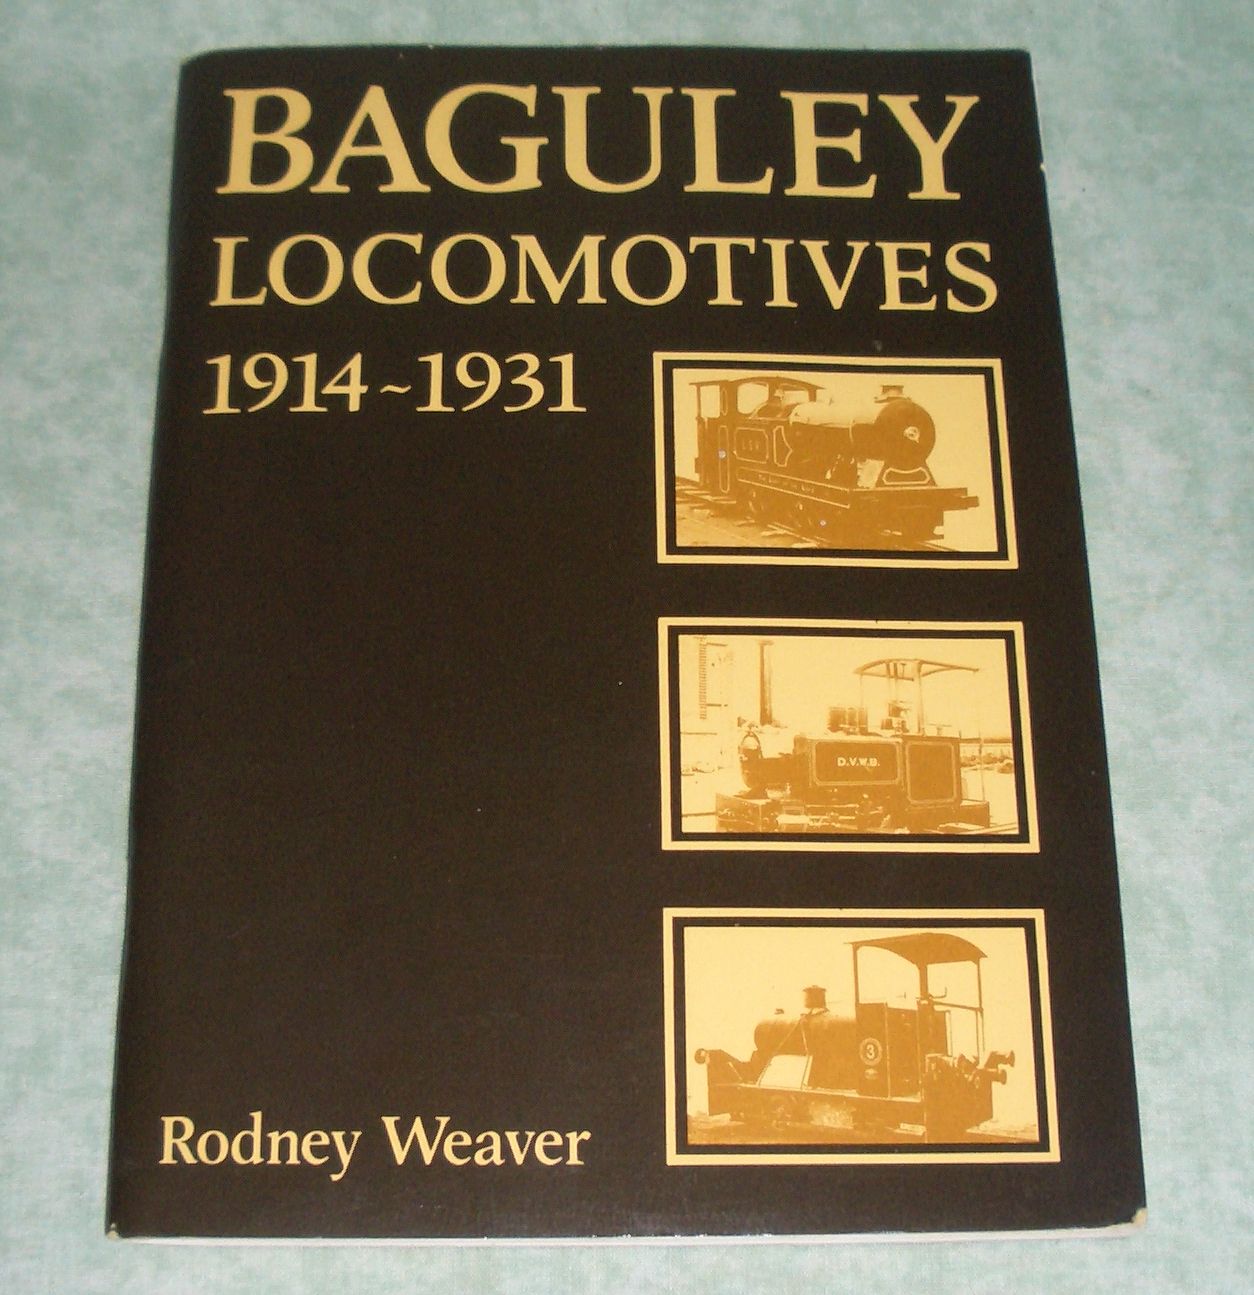 BAGULEY
LOCOMOTIVES
1914~1931
D.V.W.B.
3
Rodney Weaver